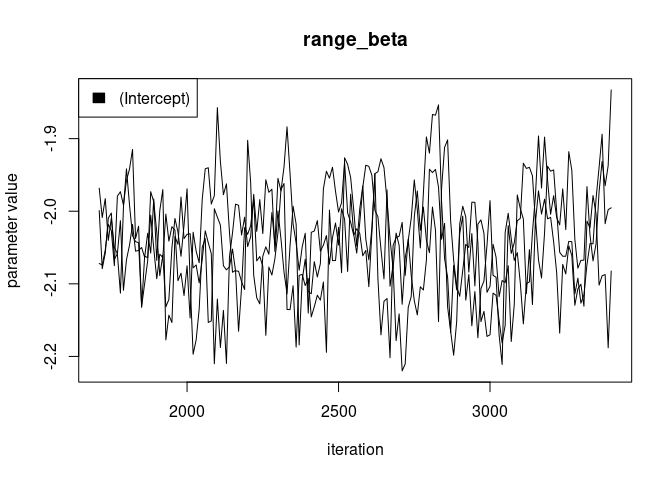 range_beta
(Intercept)
parameter value
-1.9
-2.0
-2.1
-2.2
2000
2500
3000
iteration